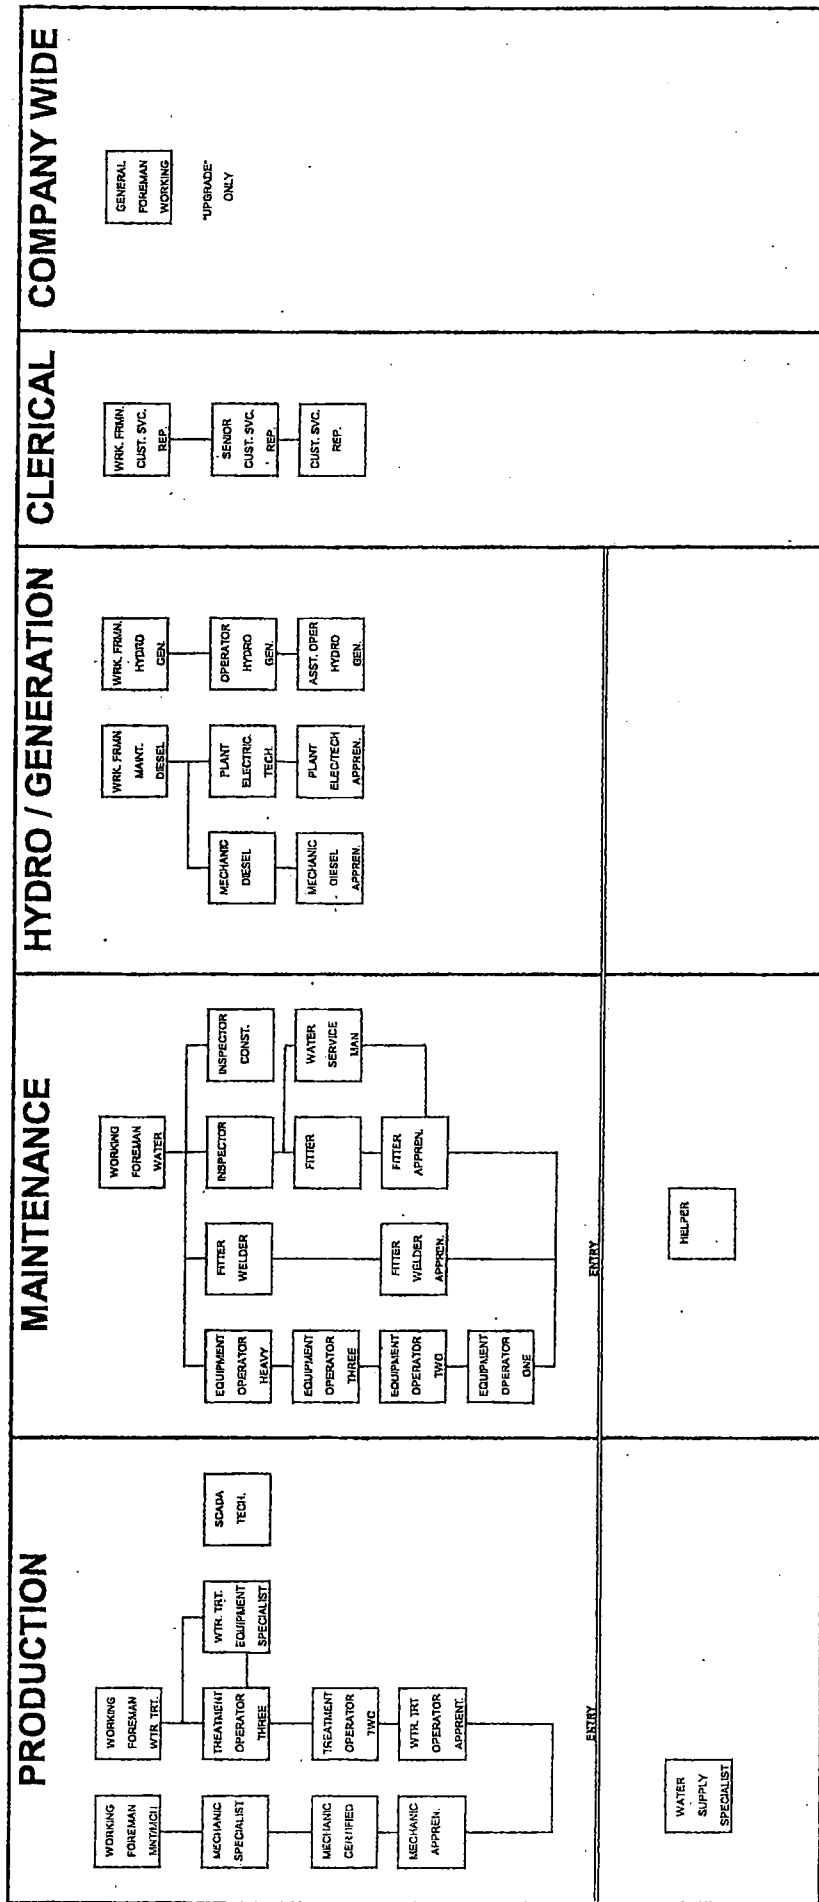 PRODUCTION
WORKING
FOREMAN
MNT/MCH.
MECHANIC
SPECIALIST
MECHANIC
CERTIFIED
MECHANIC
APPREN.
WORKING
FOREMAN
WTR. TRT.
TREATMENT
OPERATOR
THREE
TREATMENT
OPERATOR
TWO
WTR. TRT
OPERATOR
APPRENT.
WTR. TRT.
EQUIPMENT
SPECIALIST
SCADA
TECH.
ENTRY
WATER
SUPPLY
SPECIALIST
MAINTENANCE
WORKING
FOREMAN
WATER
EQUIPMENT
OPERATOR
HEAVY
EQUIPMENT
OPERATOR
THREE
EQUIPMENT
OPERATOR
TWO
EQUIPMENT
OPERATOR
ONE
FITTER
WELDER
FITTER
WELDER
APPREN.
INSPECTOR
FITTER
FITTER
APPREN.
INSPECTOR
CONST.
WATER
SERVICE
MAN
ENTRY
HELPER
HYDRO / GENERATION
WRK. FRMN.
MAINT.
DIESEL
MECHANIC
DIESEL
MECHANIC
DIESEL
APPREN.
PLANT
ELECTRIC.
TECH.
PLANT
ELEC/TECH
APPREN.
WRK. FRMN.
HYDRO
GEN.
OPERATOR
HYDRO
GEN.
ASST. OPER
HYDRO
GEN.
CLERICAL
WRK. FRMN.
CUST. SVC.
REP.
SENIOR
CUST. SVC.
REP.
CUST. SVC.
REP.
COMPANY WIDE
GENERAL
FOREMAN
WORKING
"UPGRADE"
ONLY